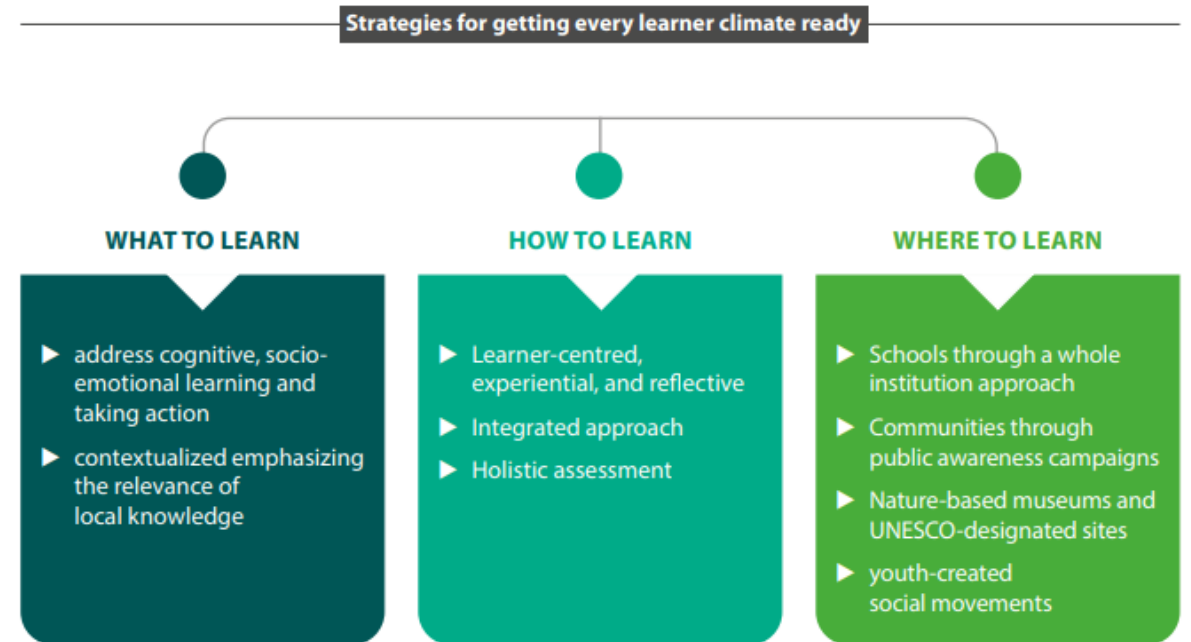 Strategies for getting every learner climate ready
WHAT TO LEARN
▶ address cognitive, socio-
emotional learning and
taking action
▶ contextualized emphasizing
the relevance of
local knowledge
HOW TO LEARN
▶ Learner-centred,
experiential, and reflective
▶ Integrated approach
▶ Holistic assessment
WHERE TO LEARN
▶ Schools through a whole
institution approach
▶ Communities through
public awareness campaigns
▶ Nature-based museums and
UNESCO-designated sites
▶ youth-created
social movements